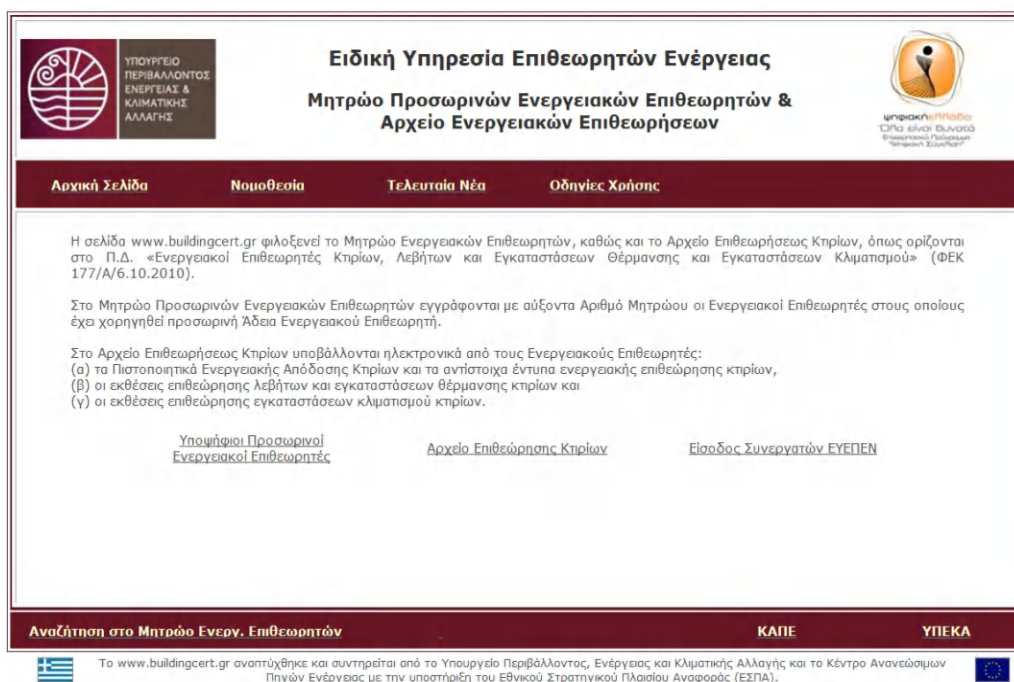 ΥΠΟΥΡΓΕΙΟ
ΠΕΡΙΒΑΛΛΟΝΤΟΣ
ΕΝΕΡΓΕΙΑΣ &
ΚΛΙΜΑΤΙΚΗΣ
ΑΛΛΑΓΗΣ
Ειδική Υπηρεσία Επιθεωρητών Ενέργειας
Μητρώο Προσωρινών Ενεργειακών Επιθεωρητών &
Αρχείο Ενεργειακών Επιθεωρήσεων
ψηφιακή ελλάδα
Όλα είναι δυνατά
Επιχειρησιακό Πρόγραμμα
"Ψηφιακή Σύγκλιση"
Αρχική Σελίδα Νομοθεσία Τελευταία Νέα Οδηγίες Χρήσης
Η σελίδα www.buildingcert.gr φιλοξενεί το Μητρώο Ενεργειακών Επιθεωρητών, καθώς και το Αρχείο Επιθεωρήσεως Κτιρίων, όπως ορίζονται
στο Π.Δ. «Ενεργειακοί Επιθεωρητές Κτιρίων, Λεβήτων και Εγκαταστάσεων Θέρμανσης και Εγκαταστάσεων Κλιματισμού» (ΦΕΚ
177/Α/6.10.2010).
Στο Μητρώο Προσωρινών Ενεργειακών Επιθεωρητών εγγράφονται με αύξοντα Αριθμό Μητρώου οι Ενεργειακοί Επιθεωρητές στους οποίους
έχει χορηγηθεί προσωρινή Άδεια Ενεργειακού Επιθεωρητή.
Στο Αρχείο Επιθεωρήσεως Κτιρίων υποβάλλονται ηλεκτρονικά από τους Ενεργειακούς Επιθεωρητές:
(α) τα Πιστοποιητικά Ενεργειακής Απόδοσης Κτιρίων και τα αντίστοιχα έντυπα ενεργειακής επιθεώρησης κτιρίων,
(β) οι εκθέσεις επιθεώρησης λεβήτων και εγκαταστάσεων θέρμανσης κτιρίων και
(γ) οι εκθέσεις επιθεώρησης εγκαταστάσεων κλιματισμού κτιρίων.
Υποψήφιοι Προσωρινοί
Ενεργειακοί Επιθεωρητές
Αρχείο Επιθεώρησης Κτιρίων
Είσοδος Συνεργατών ΕΥΕΠΕΝ
Αναζήτηση στο Μητρώο Ενεργ. Επιθεωρητών ΚΑΠΕ ΥΠΕΚΑ
Το www.buildingcert.gr αναπτύχθηκε και συντηρείται από το Υπουργείο Περιβάλλοντος, Ενέργειας και Κλιματικής Αλλαγής και το Κέντρο Ανανεώσιμων
Πηγών Ενέργειας με την υποστήριξη του Εθνικού Στρατηγικού Πλαισίου Αναφοράς (ΕΣΠΑ).